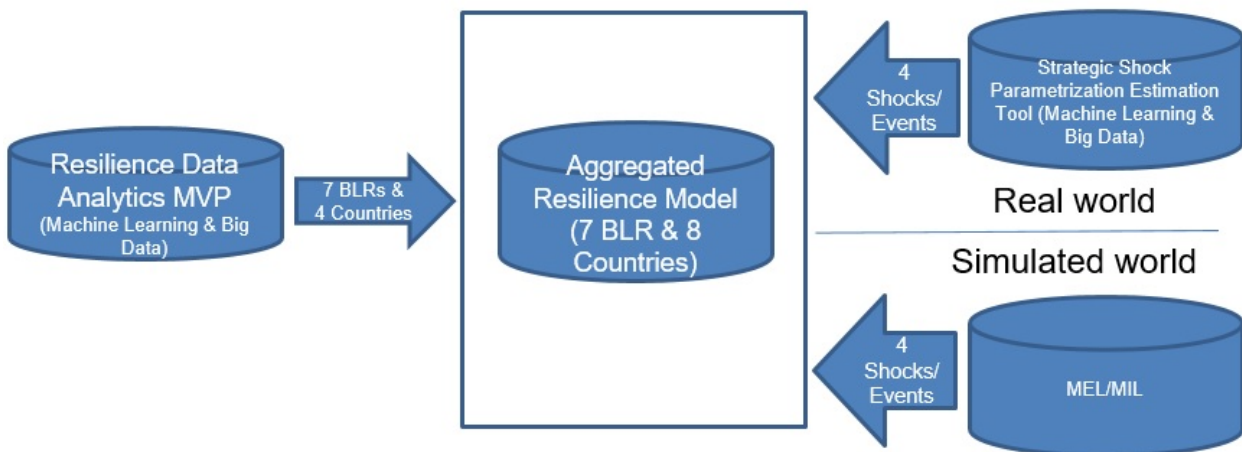 Resilience Data
Analytics MVP
(Machine Learning & Big
Data)
7 BLRs &
4 Countries
Aggregated
Resilience Model
(7 BLR & 8
Countries)
4
Shocks/
Events
Strategic Shock
Parametrization Estimation
Tool (Machine Learning &
Big Data)
Real world
Simulated world
4
Shocks/
Events
MEL/MIL